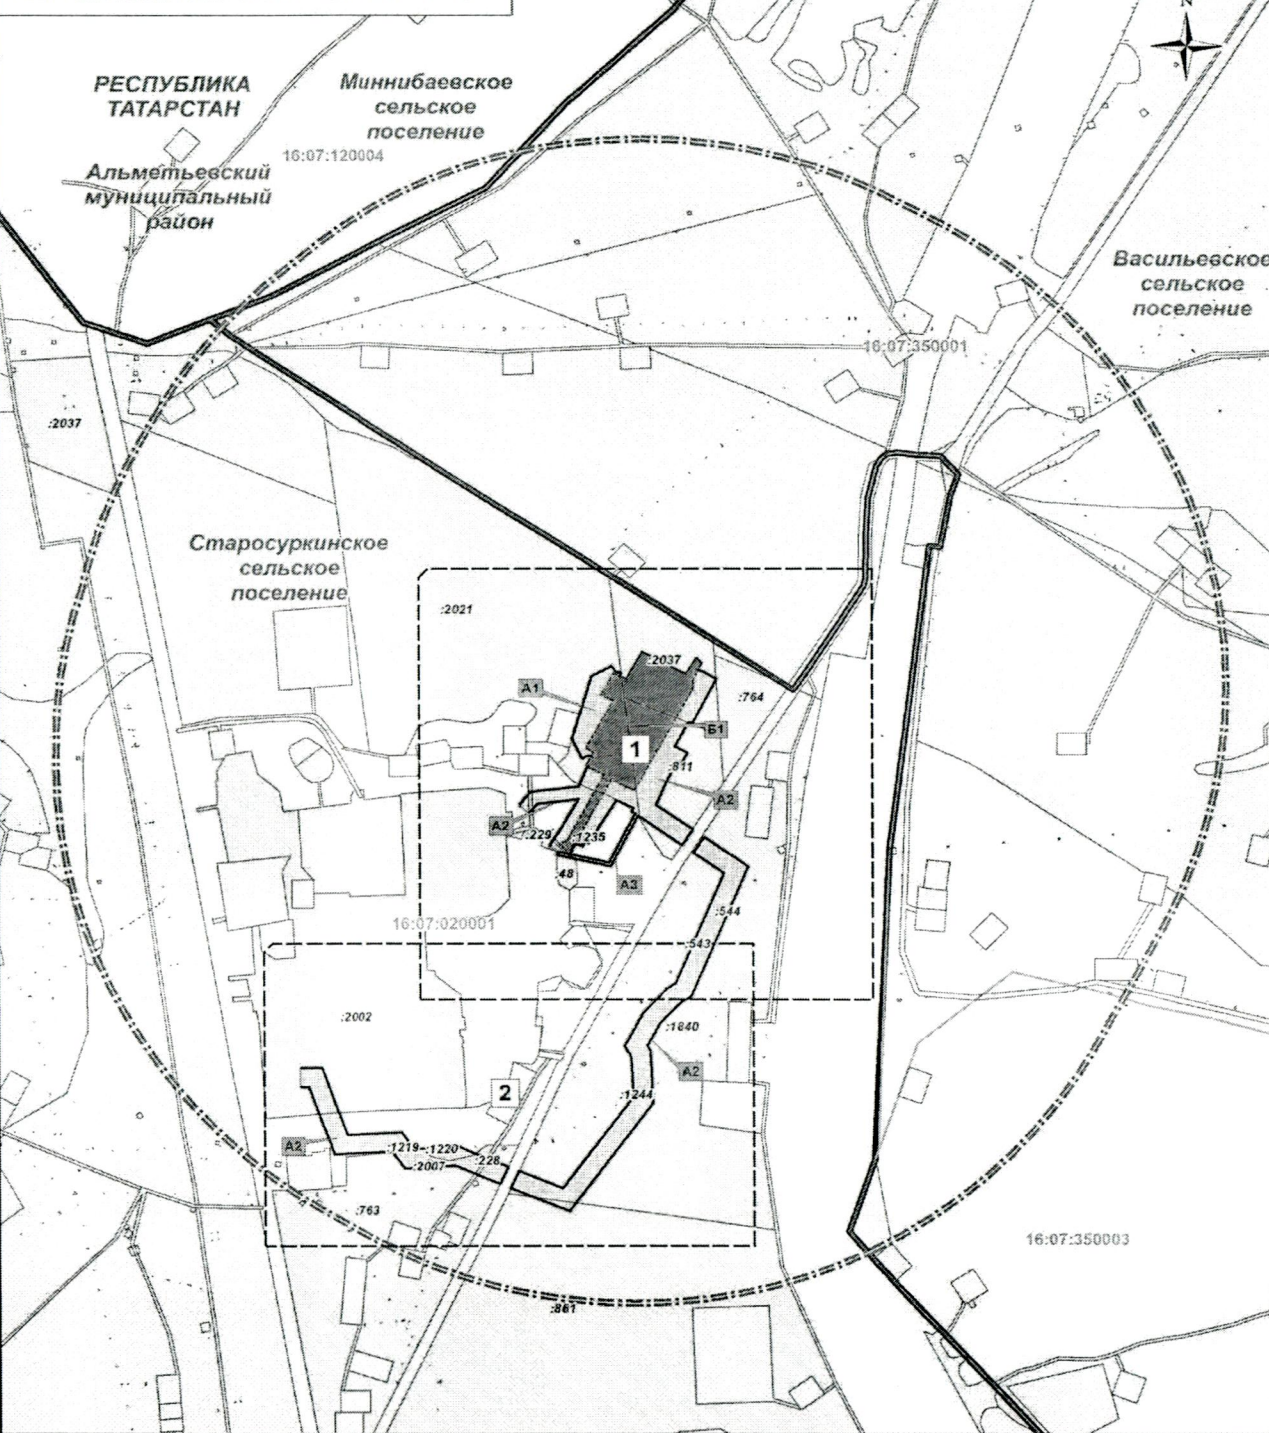 N
РЕСПУБЛИКА
ТАТАРСТАН
Миннибаевское
сельское
поселение
16:07:120004
Альметьевский
муниципальный
район
Васильевское
сельское
поселение
16:07:350001
:2037
Старосуркинское
сельское
поселение
:2021
:2037
А1
:764
Б1
1
:811
А2
А2
:229
:1235
:48
А3
:544
16:07:020001
:543
:2002
:1840
А2
2
:1244
А2
:1219
:1220
:2007
:228
:763
16:07:350003
:861